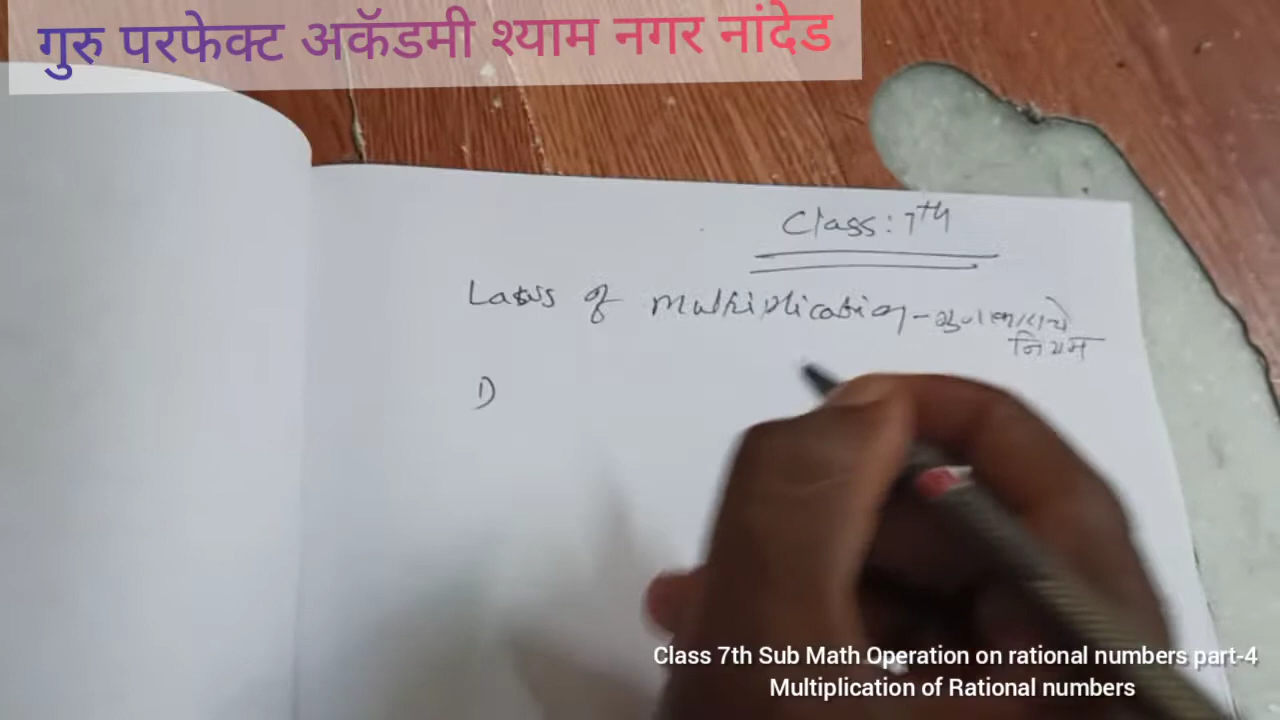 गुरु परफेक्ट अकॅडमी श्याम नगर नांदेड
Class: 7th
Laws of Multiplication - गुणाकाराचे
नियम
1)
Class 7th Sub Math Operation on rational numbers part-4
Multiplication of Rational numbers